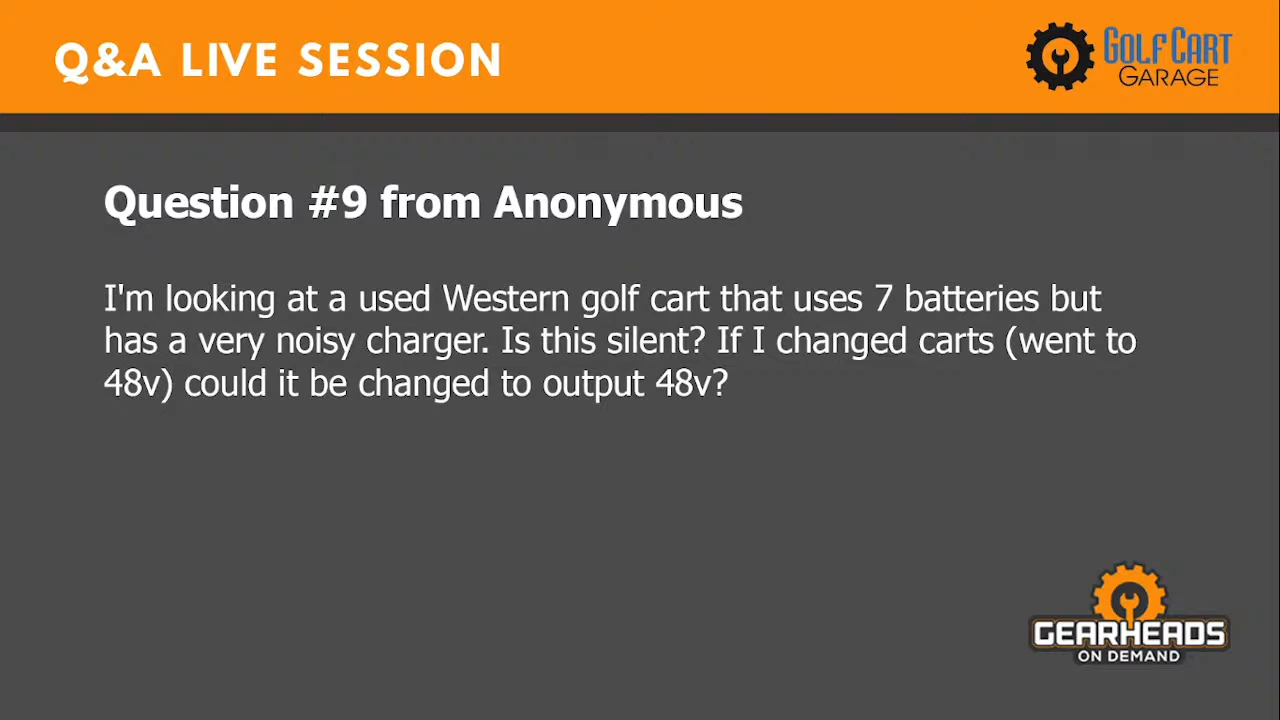 Q&A LIVE SESSION
GOLF CART
GARAGE
Question #9 from Anonymous
I'm looking at a used Western golf cart that uses 7 batteries but
has a very noisy charger. Is this silent? If I changed carts (went to
48v) could it be changed to output 48v?
GEARHEADS
ON DEMAND